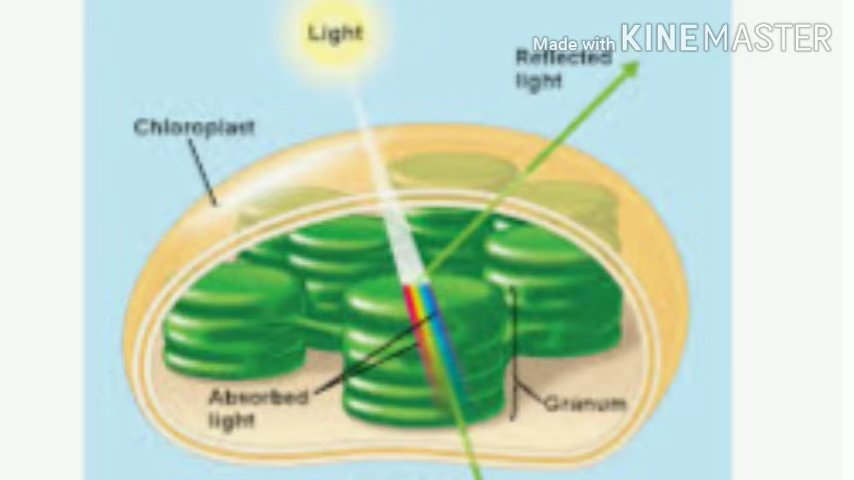 Light
Made with KINEMASTER
Reflected
light
Chloroplast
Absorbed
light
Granum